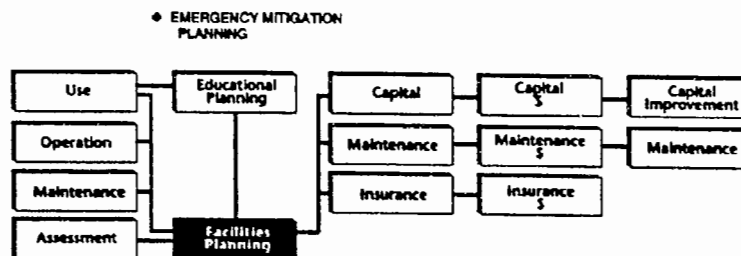 ◆ EMERGENCY MITIGATION
PLANNING
Use
Educational
Planning
Capital
Capital
$
Capital
Improvement
Operation
Maintenance
Maintenance
$
Maintenance
Maintenance
Insurance
Insurance
$
Assessment
Facilities
Planning